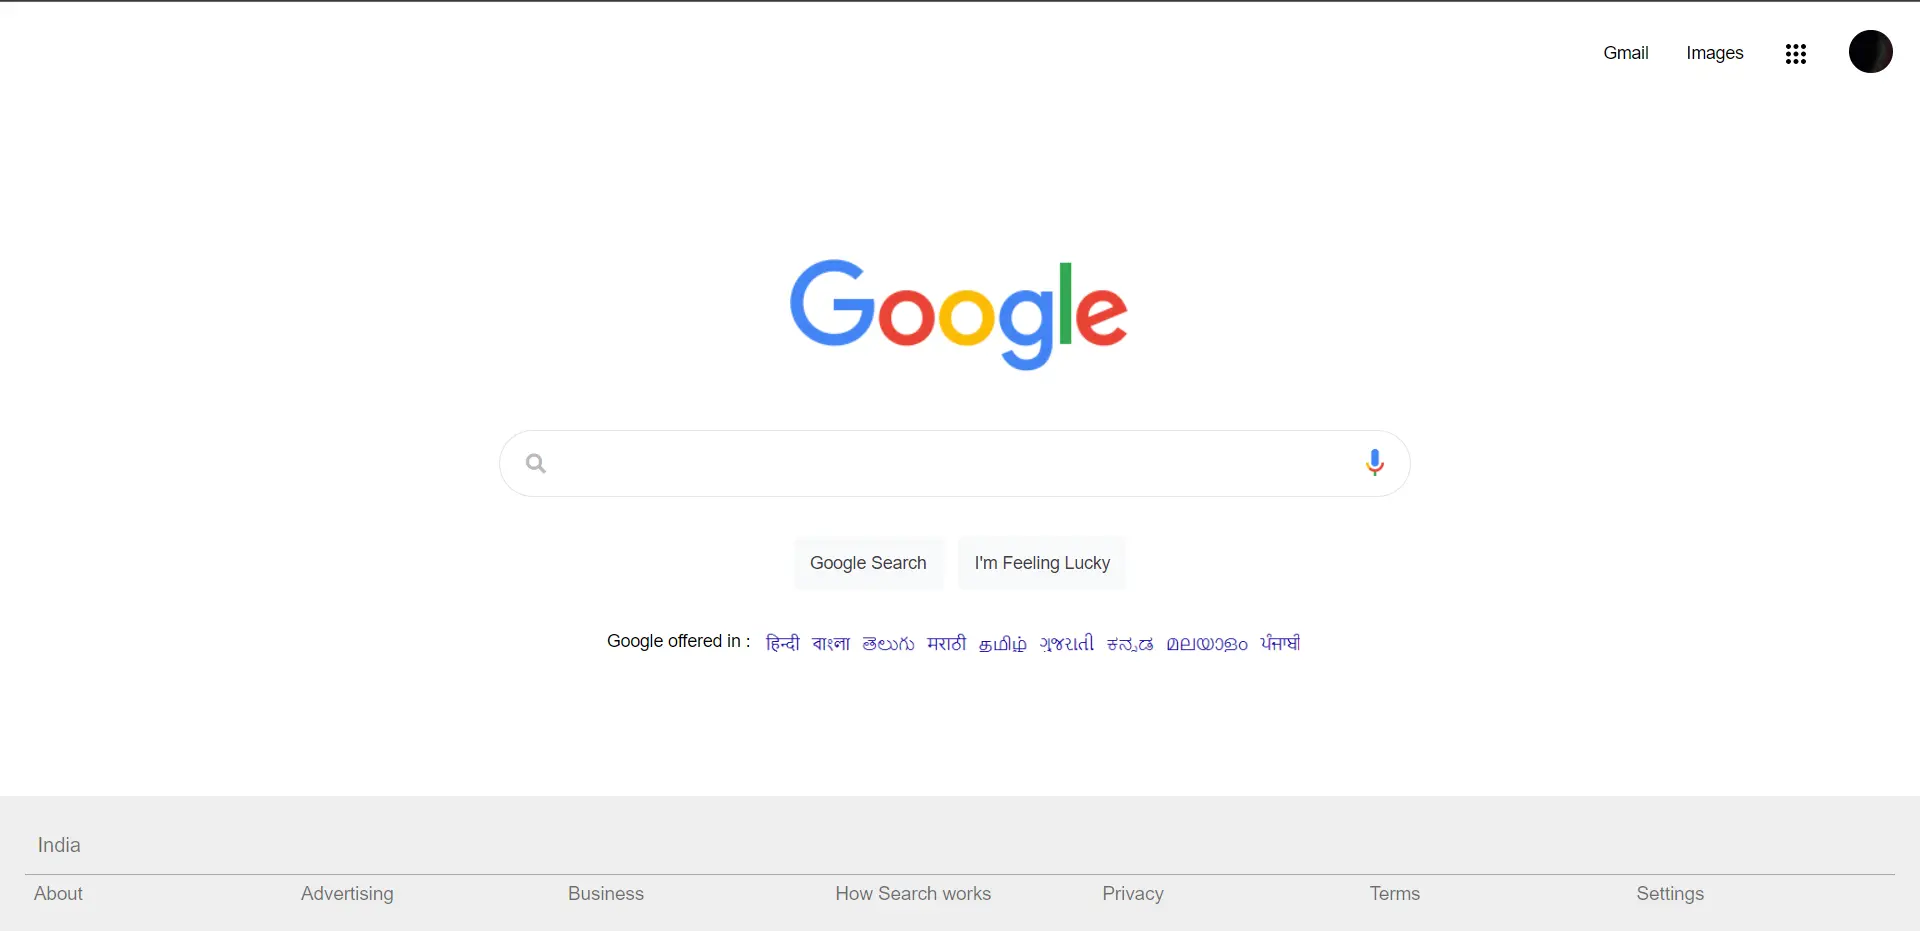 Gmail Images
Google
Google Search I'm Feeling Lucky
Google offered in : हिन्दी বাংলা తెలుగు मराठी தமிழ் ગુજરાતી ಕನ್ನಡ മലയാളം ਪੰਜਾਬੀ
India
About Advertising Business How Search works Privacy Terms Settings